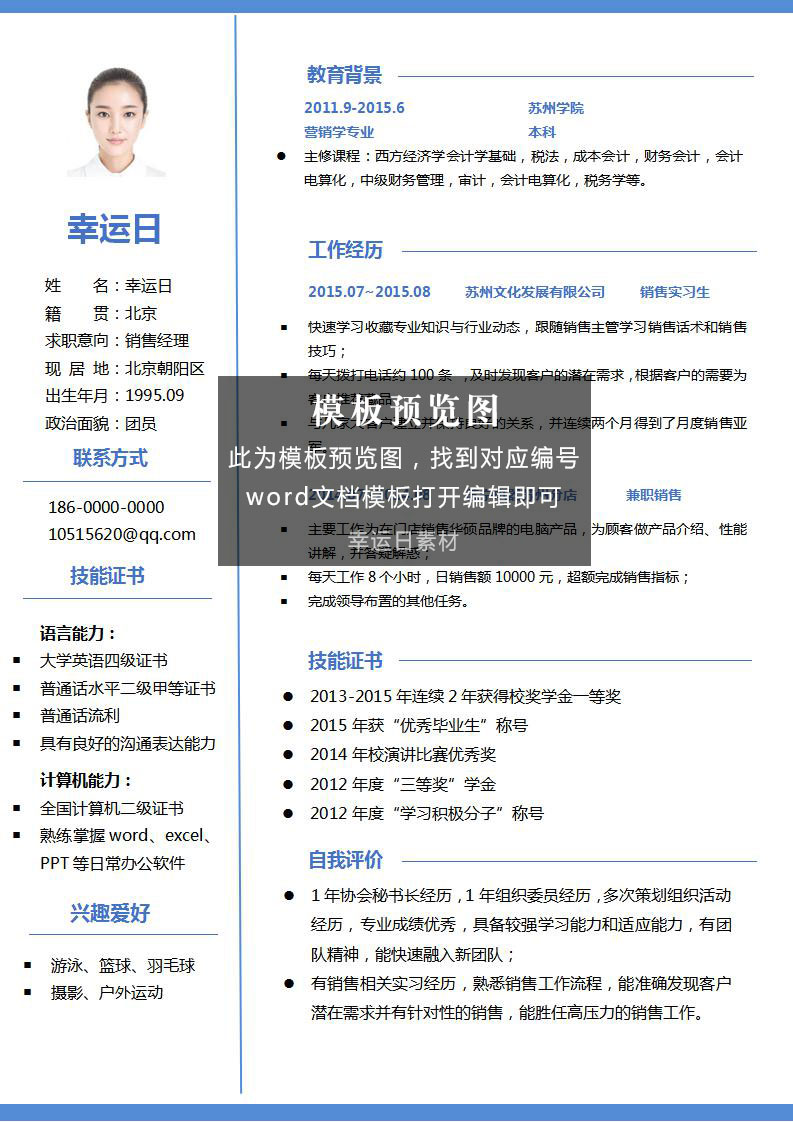 幸运日
姓 名：幸运日
籍 贯：北京
求职意向：销售经理
现 居 地：北京朝阳区
出生年月：1995.09
政治面貌：团员
联系方式
186-0000-0000
10515620@qq.com
技能证书
语言能力：
大学英语四级证书
普通话水平二级甲等证书
普通话流利
具有良好的沟通表达能力
计算机能力：
全国计算机二级证书
熟练掌握 word、excel、
PPT 等日常办公软件
兴趣爱好
游泳、篮球、羽毛球
摄影、户外运动
教育背景
2011.9-2015.6 苏州学院
营销学专业 本科
主修课程：西方经济学会计学基础，税法，成本会计，财务会计，会计
电算化，中级财务管理，审计，会计电算化，税务学等。
工作经历
2015.07~2015.08 苏州文化发展有限公司 销售实习生
快速学习收藏专业知识与行业动态，跟随销售主管学习销售话术和销售
技巧；
每天拨打电话约 100 条 ，及时发现客户的潜在需求，根据客户的需要为
模板预览图
的关系，并连续两个月得到了月度销售亚
此为模板预览图，找到对应编号
word文档模板打开编辑即可
兼职销售
主要工作为在门店销售华硕品牌的电脑产品，为顾客做产品介绍、性能
讲解，并答疑解惑；
幸运日素材
每天工作 8 个小时，日销售额 10000 元，超额完成销售指标；
完成领导布置的其他任务。
技能证书
2013-2015 年连续 2 年获得校奖学金一等奖
2015 年获“优秀毕业生”称号
2014 年校演讲比赛优秀奖
2012 年度“三等奖”学金
2012 年度“学习积极分子”称号
自我评价
1 年协会秘书长经历，1 年组织委员经历，多次策划组织活动
经历，专业成绩优秀，具备较强学习能力和适应能力，有团
队精神，能快速融入新团队；
有销售相关实习经历，熟悉销售工作流程，能准确发现客户
潜在需求并有针对性的销售，能胜任高压力的销售工作。